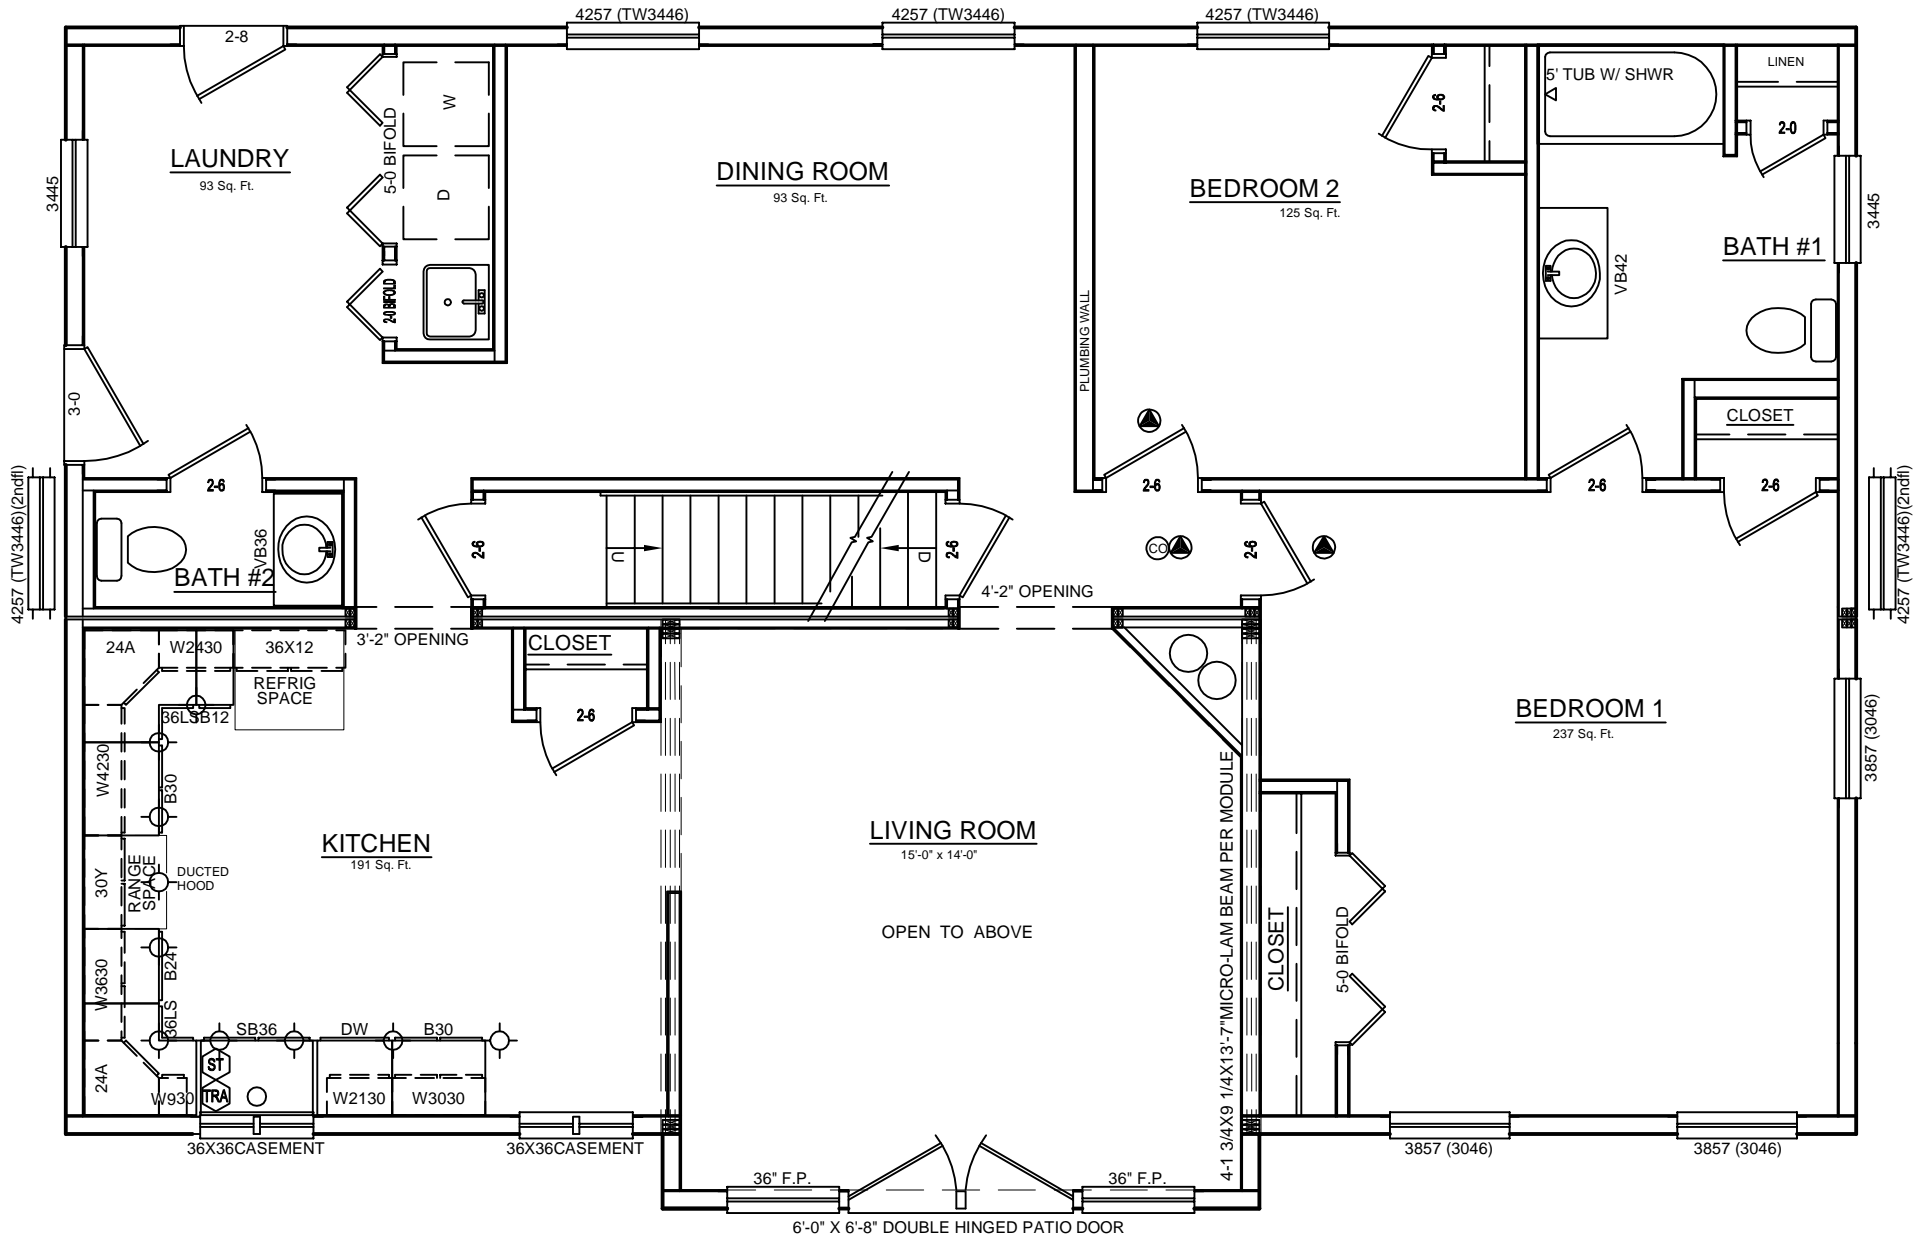 4257 (TW3446)
4257 (TW3446)
4257 (TW3446)
2-8
5' TUB W/ SHWR
LINEN
W
2-6
2-0
5-0 BIFOLD
LAUNDRY
93 Sq. Ft.
DINING ROOM
93 Sq. Ft.
BEDROOM 2
125 Sq. Ft.
3445
D
3445
BATH #1
VB42
2-0 BIFOLD
PLUMBING WALL
3-0
CLOSET
4257 (TW3446)(2ndfl)
2-6
2-6
2-6
2-6
4257 (TW3446)(2ndfl)
VB36
BATH #2
2-6
U
D
2-6
CO
2-6
4'-2" OPENING
3'-2" OPENING
24A
W2430
36X12
CLOSET
REFRIG
SPACE
36LS
SB12
2-6
BEDROOM 1
237 Sq. Ft.
3857 (3046)
W4230
B30
KITCHEN
191 Sq. Ft.
LIVING ROOM
15'-0" x 14'-0"
30Y
RANGE
SPACE
DUCTED
HOOD
OPEN TO ABOVE
4-1 3/4X9 1/4X13'-7"MICRO-LAM BEAM PER MODULE
CLOSET
5-0 BIFOLD
W3630
B24
36LS
SB36
DW
B30
24A
ST
TRA
W930
W2130
W3030
36X36CASEMENT
36X36CASEMENT
3857 (3046)
3857 (3046)
36" F.P.
36" F.P.
6'-0" X 6'-8" DOUBLE HINGED PATIO DOOR